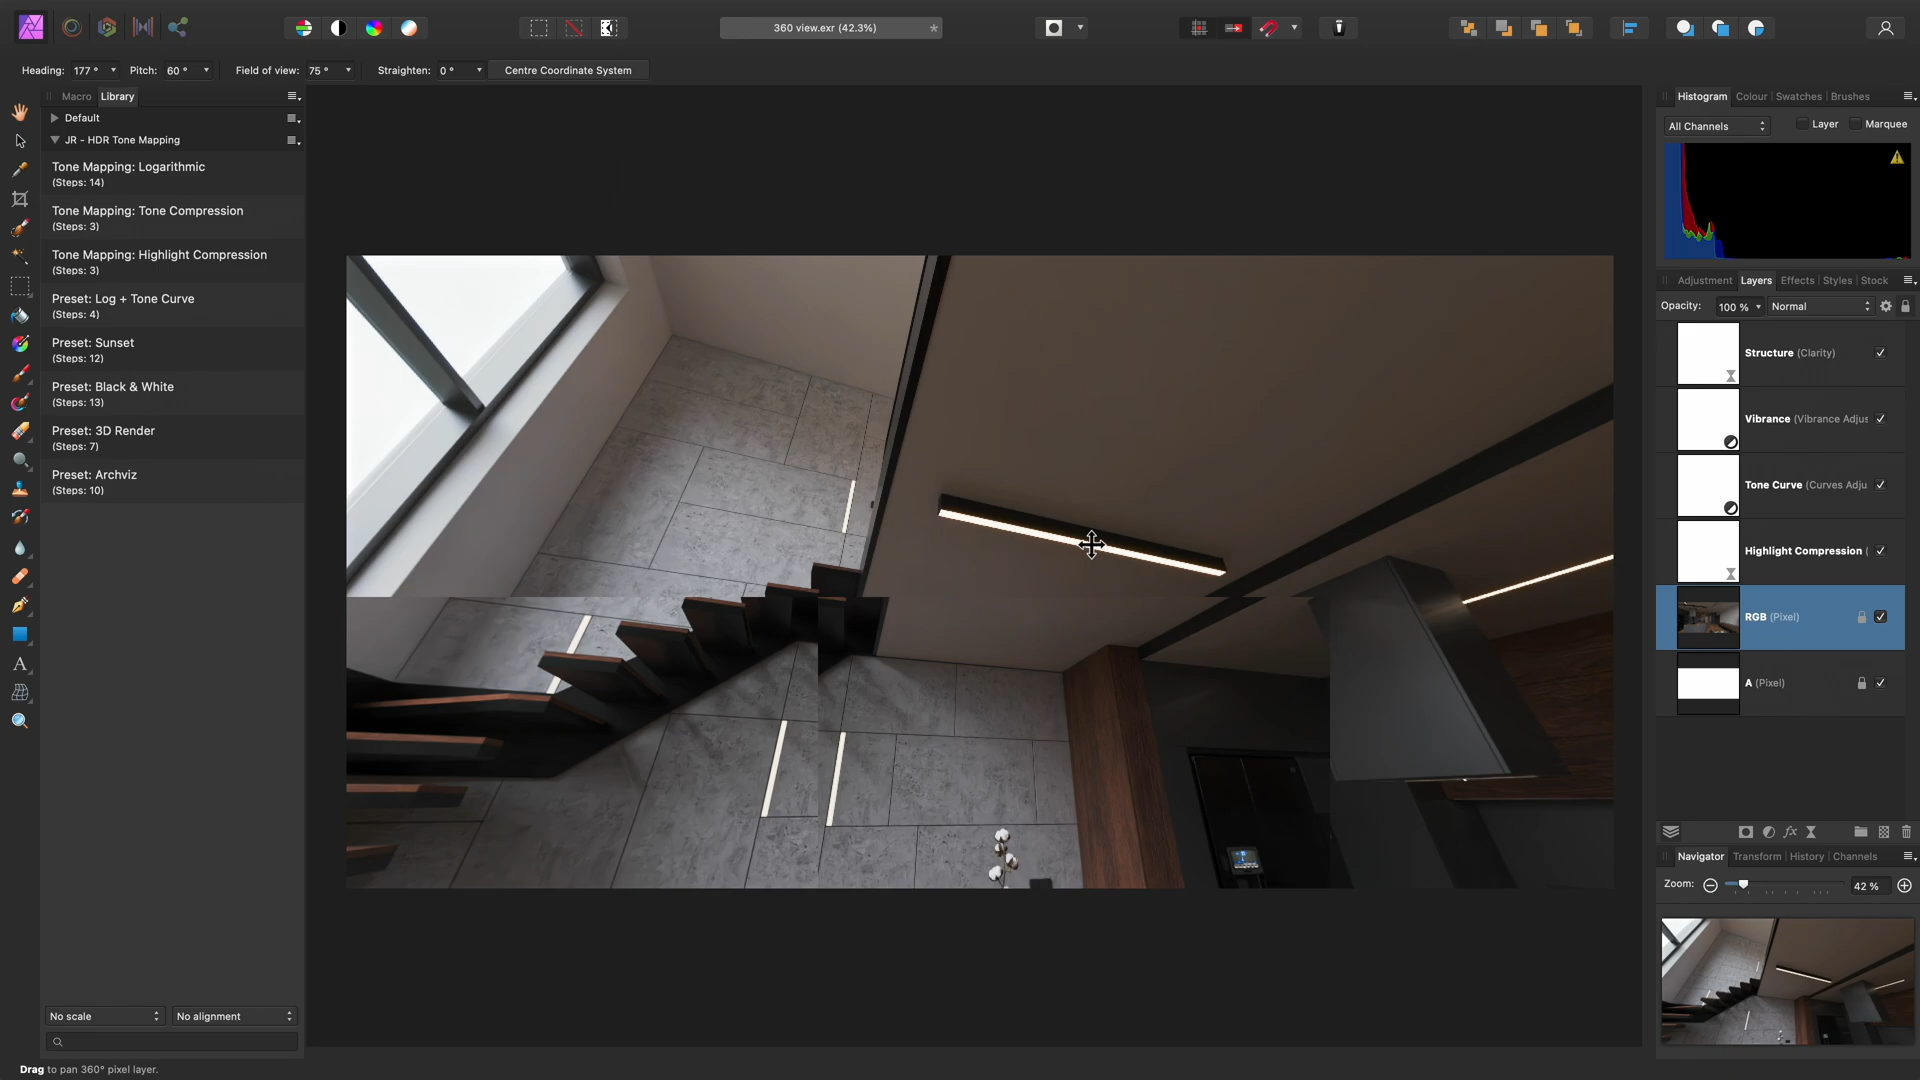 360 view.exr (42.3%)
*
Heading: 177 ° Pitch: 60 ° Field of view: 75 ° Straighten: 0 ° Centre Coordinate System
Macro Library
Default
JR - HDR Tone Mapping
Tone Mapping: Logarithmic
(Steps: 14)
Tone Mapping: Tone Compression
(Steps: 3)
Tone Mapping: Highlight Compression
(Steps: 3)
Preset: Log + Tone Curve
(Steps: 4)
Preset: Sunset
(Steps: 12)
Preset: Black & White
(Steps: 13)
Preset: 3D Render
(Steps: 7)
Preset: Archviz
(Steps: 10)
No scale No alignment
Drag to pan 360° pixel layer.
Histogram Colour Swatches Brushes
All Channels Layer Marquee
Adjustment Layers Effects Styles Stock
Opacity: 100 % Normal
Structure (Clarity)
Vibrance (Vibrance Adjus
Tone Curve (Curves Adju
Highlight Compression (
RGB (Pixel)
A (Pixel)
fx
Navigator Transform History Channels
Zoom: 42 %